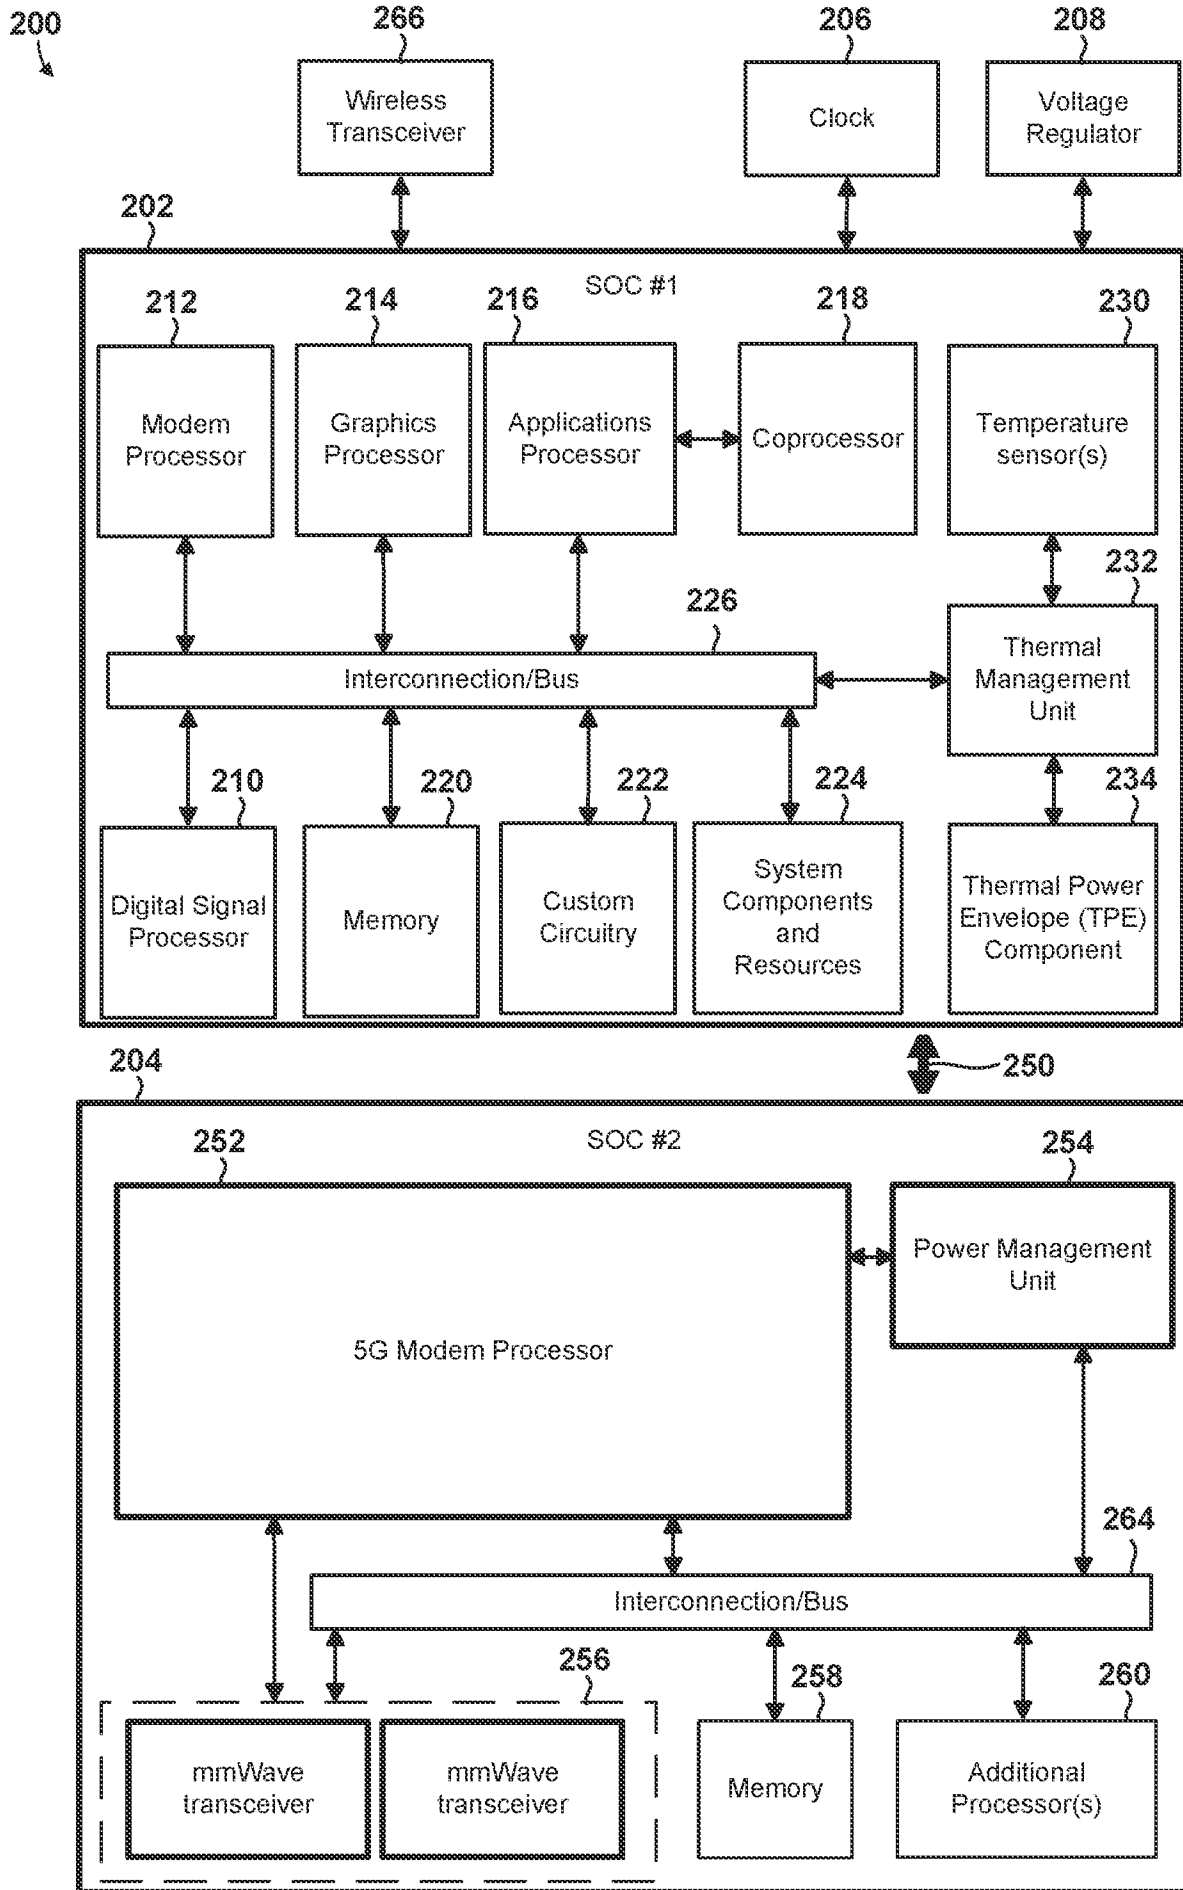 200
266
206
208
Wireless
Transceiver
Clock
Voltage
Regulator
202
SOC #1
212
214
216
218
230
Modem
Processor
Graphics
Processor
Applications
Processor
Coprocessor
Temperature
sensor(s)
232
226
Interconnection/Bus
Thermal
Management
Unit
210
220
222
224
234
Digital Signal
Processor
Memory
Custom
Circuitry
System
Components
and
Resources
Thermal Power
Envelope (TPE)
Component
250
204
SOC #2
252
254
5G Modem Processor
Power Management
Unit
264
Interconnection/Bus
256
258
260
mmWave
transceiver
mmWave
transceiver
Memory
Additional
Processor(s)